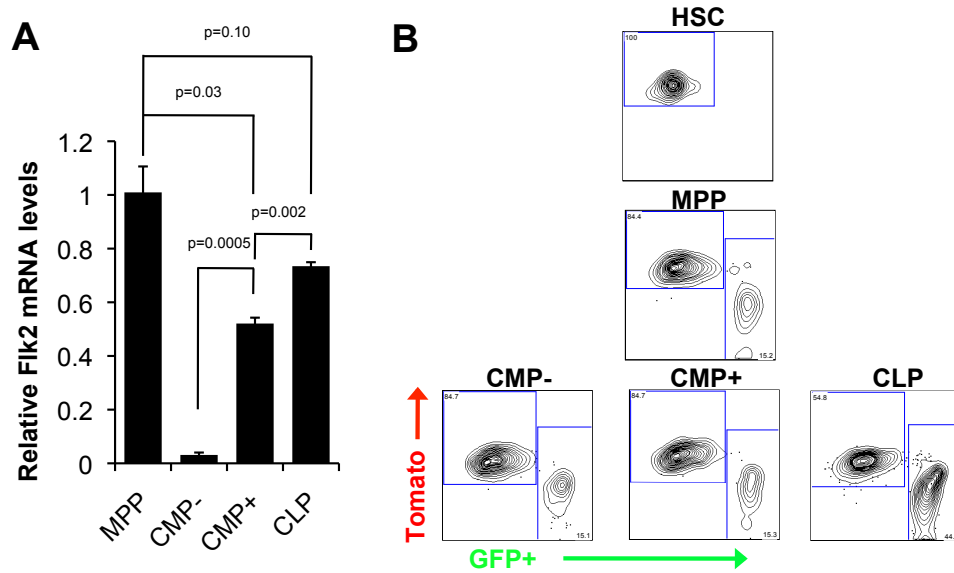 A
B
HSC
p=0.10
100
p=0.03
1.2
1
0.8
0.6
0.4
0.2
0
Relative Flk2 mRNA levels
p=0.002
p=0.0005
MPP
84.4
15.2
MPP
CMP-
CMP+
CLP
CMP-
84.7
15.1
CMP+
84.7
15.3
CLP
54.8
44.
Tomato
GFP+